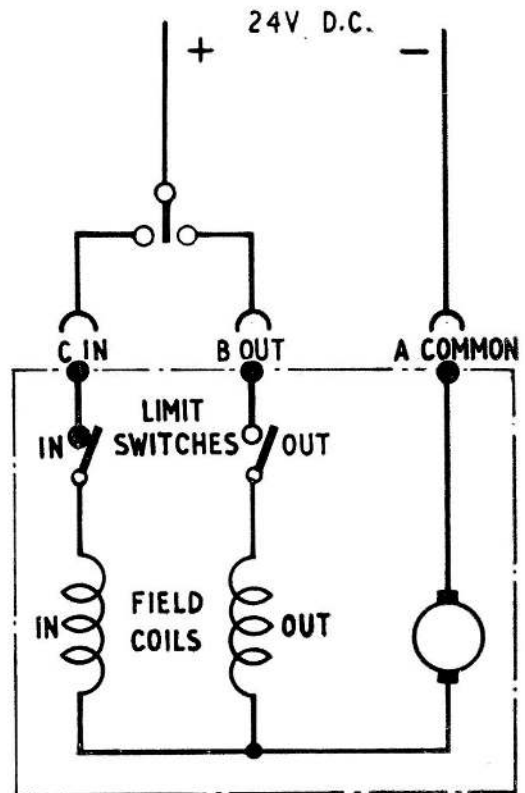 24V D.C.
+ −
C IN B OUT A COMMON
LIMIT
IN SWITCHES OUT
FIELD
IN COILS OUT